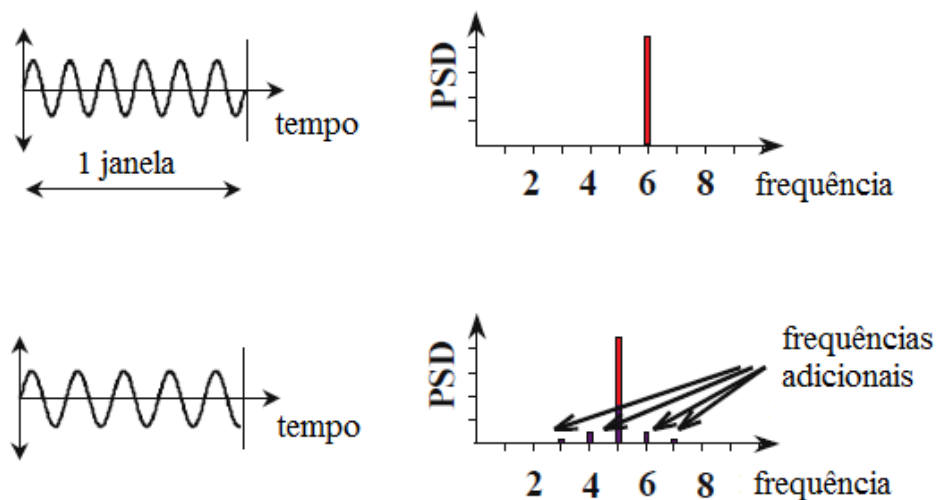 PSD
tempo
1 janela
2 4 6 8 frequência
PSD
frequências
adicionais
tempo
2 4 6 8 frequência